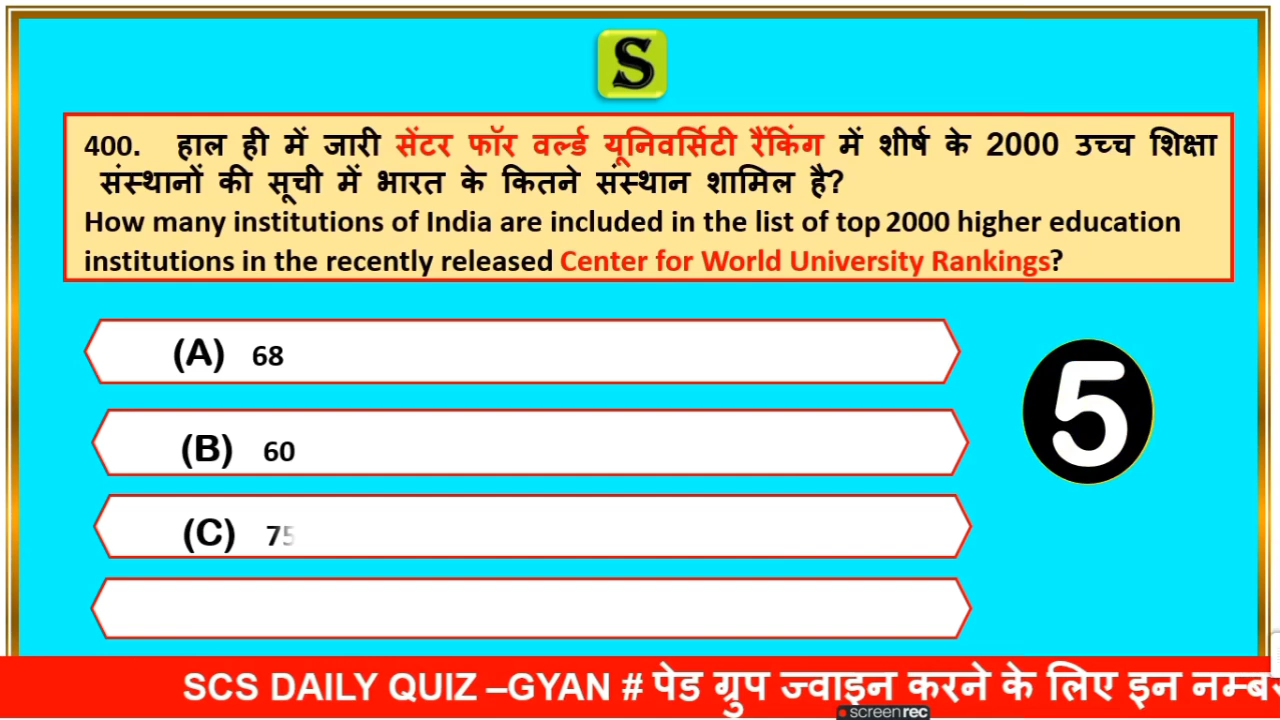 S
400. हाल ही में जारी सेंटर फॉर वर्ल्ड यूनिवर्सिटी रैंकिंग में शीर्ष के 2000 उच्च शिक्षा
संस्थानों की सूची में भारत के कितने संस्थान शामिल है?
How many institutions of India are included in the list of top 2000 higher education
institutions in the recently released Center for World University Rankings?
(A) 68
(B) 60
(C) 75
5
SCS DAILY QUIZ –GYAN # पेड ग्रुप ज्वाइन करने के लिए इन
screenrec